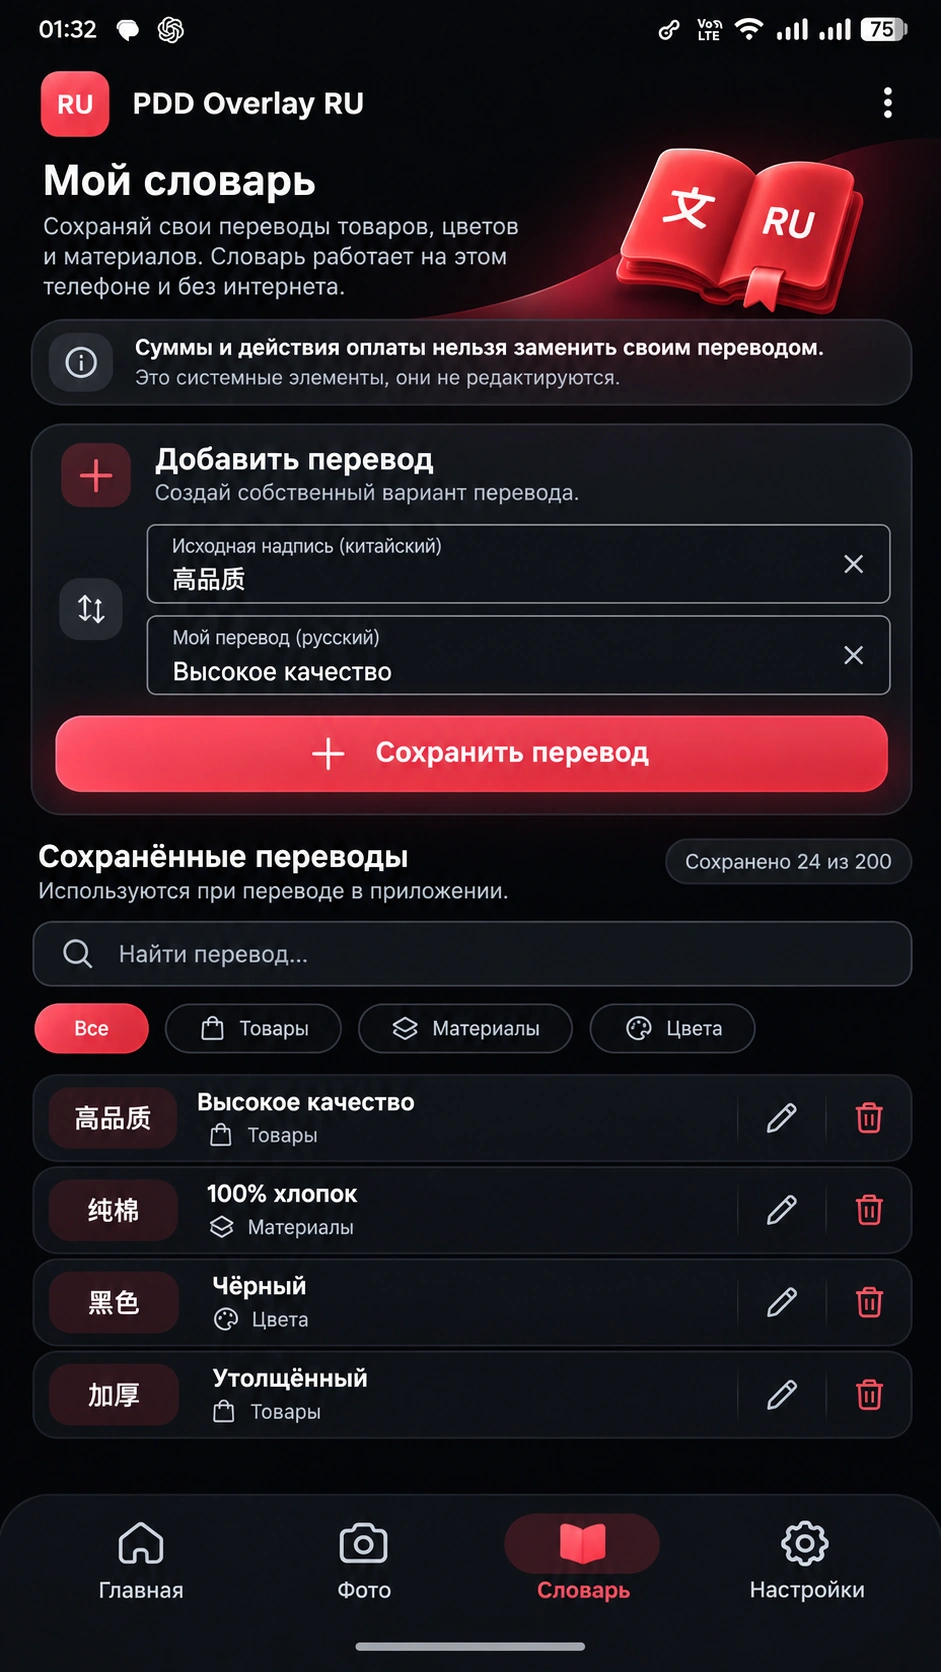 01:32
Vo
LTE
75
RU
PDD Overlay RU
Мой словарь
Сохраняй свои переводы товаров, цветов
и материалов. Словарь работает на этом
телефоне и без интернета.
文
RU
Суммы и действия оплаты нельзя заменить своим переводом.
Это системные элементы, они не редактируются.
Добавить перевод
Создай собственный вариант перевода.
Исходная надпись (китайский)
高品质
Мой перевод (русский)
Высокое качество
Сохранить перевод
Сохранённые переводы
Сохранено 24 из 200
Используются при переводе в приложении.
Найти перевод...
Все
Товары
Материалы
Цвета
高品质
Высокое качество
Товары
纯棉
100% хлопок
Материалы
黑色
Чёрный
Цвета
加厚
Утолщённый
Товары
Главная
Фото
Словарь
Настройки